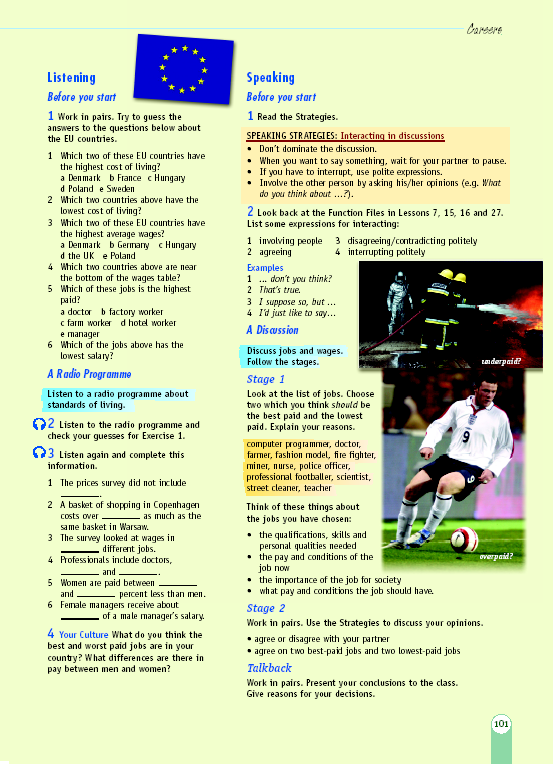 Careers
Listening
Before you start
1 Work in pairs. Try to guess the
answers to the questions below about
the EU countries.
1 Which two of these EU countries have
the highest cost of living?
a Denmark b France c Hungary
d Poland e Sweden
2 Which two countries above have the
lowest cost of living?
3 Which two of these EU countries have
the highest average wages?
a Denmark b Germany c Hungary
d the UK e Poland
4 Which two countries above are near
the bottom of the wages table?
5 Which of these jobs is the highest
paid?
a doctor b factory worker
c farm worker d hotel worker
e manager
6 Which of the jobs above has the
lowest salary?
A Radio Programme
Listen to a radio programme about
standards of living.
2 Listen to the radio programme and
check your guesses for Exercise 1.
3 Listen again and complete this
information.
1 The prices survey did not include
________.
2 A basket of shopping in Copenhagen
costs over ________ as much as the
same basket in Warsaw.
3 The survey looked at wages in
________ different jobs.
4 Professionals include doctors,
________ and ________.
5 Women are paid between ________
and ________ percent less than men.
6 Female managers receive about
________ of a male manager's salary.
4 Your Culture What do you think the
best and worst paid jobs are in your
country? What differences are there in
pay between men and women?
Speaking
Before you start
1 Read the Strategies.
SPEAKING STRATEGIES: Interacting in discussions
• Don't dominate the discussion.
• When you want to say something, wait for your partner to pause.
• If you have to interrupt, use polite expressions.
• Involve the other person by asking his/her opinions (e.g. What
do you think about ...?).
2 Look back at the Function Files in Lessons 7, 15, 16 and 27.
List some expressions for interacting:
1 involving people 3 disagreeing/contradicting politely
2 agreeing 4 interrupting politely
Examples
1 ... don't you think?
2 That's true.
3 I suppose so, but ...
4 I'd just like to say...
A Discussion
Discuss jobs and wages.
Follow the stages.
underpaid?
Stage 1
Look at the list of jobs. Choose
two which you think should be
the best paid and the lowest
paid. Explain your reasons.
computer programmer, doctor,
farmer, fashion model, fire fighter,
miner, nurse, police officer,
professional footballer, scientist,
street cleaner, teacher
9
9
Think of these things about
the jobs you have chosen:
• the qualifications, skills and
personal qualities needed
• the pay and conditions of the
job now
overpaid?
• the importance of the job for society
• what pay and conditions the job should have.
Stage 2
Work in pairs. Use the Strategies to discuss your opinions.
• agree or disagree with your partner
• agree on two best-paid jobs and two lowest-paid jobs
Talkback
Work in pairs. Present your conclusions to the class.
Give reasons for your decisions.
101